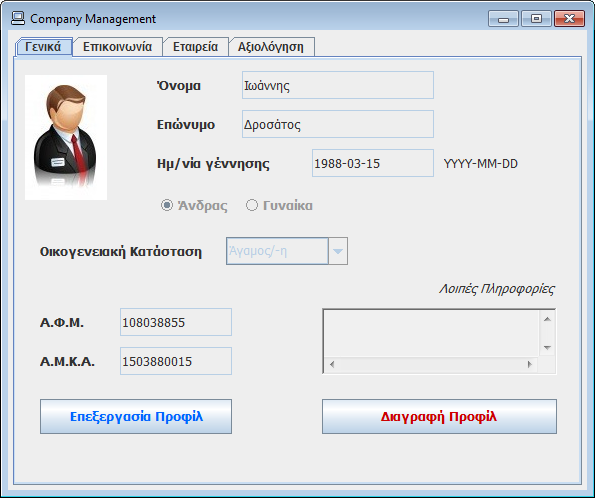 Company Management
Γενικά Επικοινωνία Εταιρεία Αξιολόγηση
Όνομα Ιωάννης
Επώνυμο Δροσάτος
Ημ/νία γέννησης 1988-03-15 YYYY-MM-DD
Άνδρας Γυναίκα
Οικογενειακή Κατάσταση Άγαμος/-η
Λοιπές Πληροφορίες
Α.Φ.Μ. 108038855
Α.Μ.Κ.Α. 1503880015
Επεξεργασία Προφίλ Διαγραφή Προφίλ